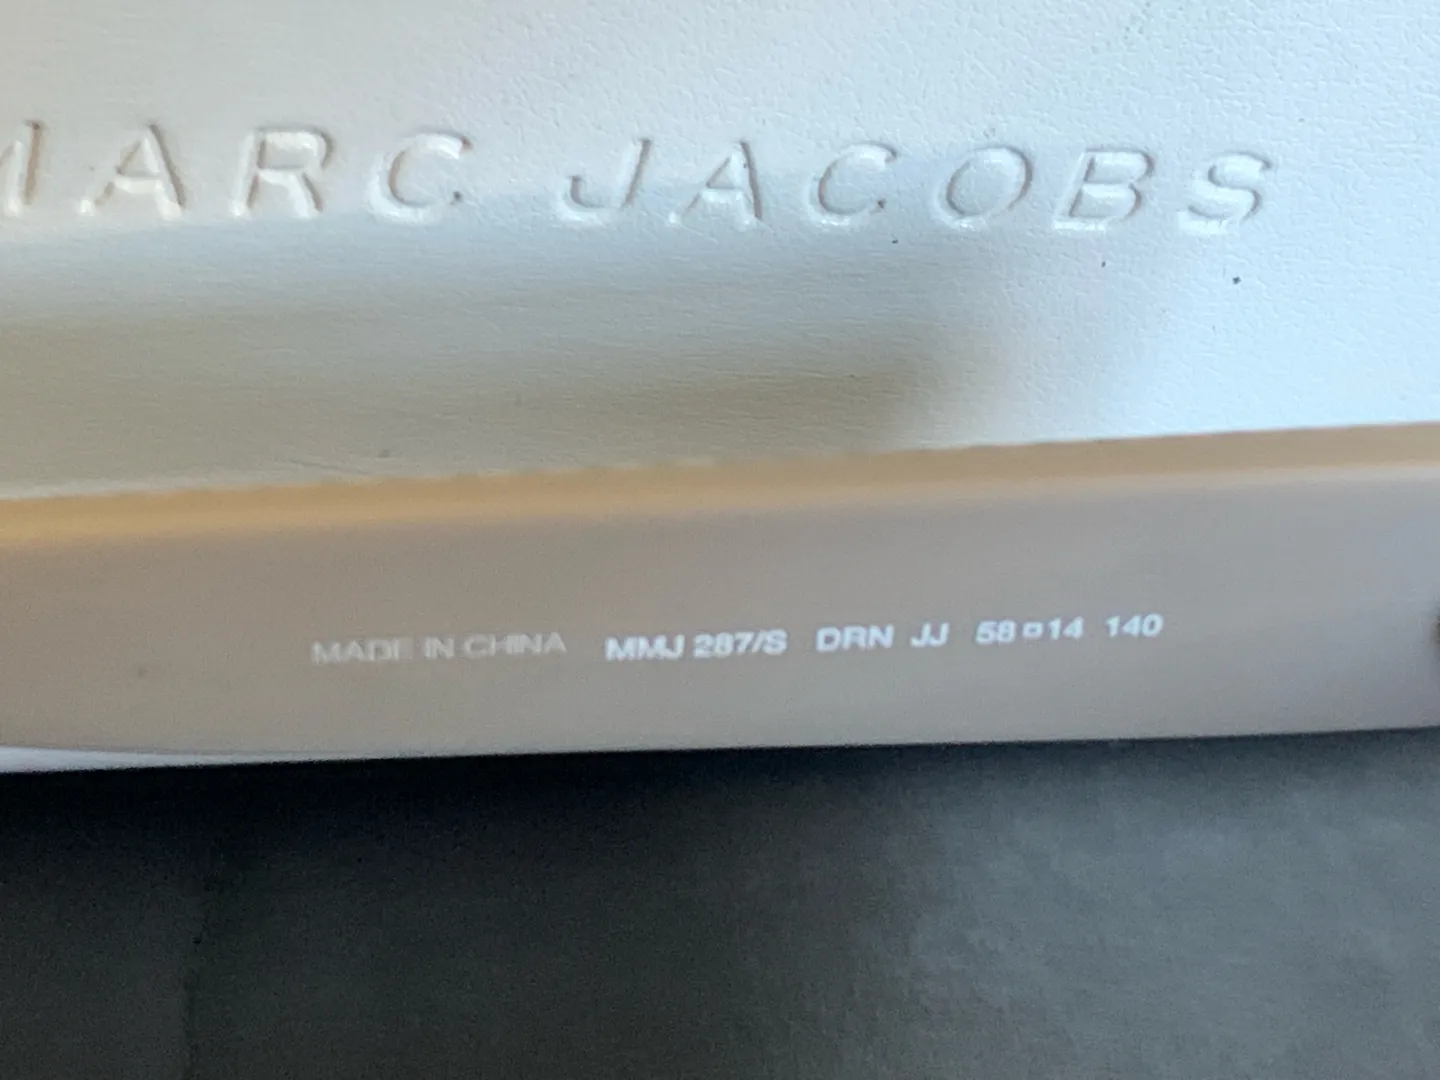 MARC JACOBS
MADE IN CHINA MMJ 287/S DRN JJ 58□14 140